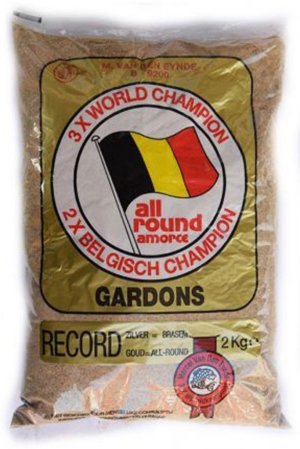 M. VAN DEN EYNDE
B - 9200
3 X WORLD CHAMPION
all
round
amorce
2 X BELGISCH CHAMPION
GARDONS
RECORD
ZILVER = BRASEM
GOUD = ALL-ROUND
2 Kg